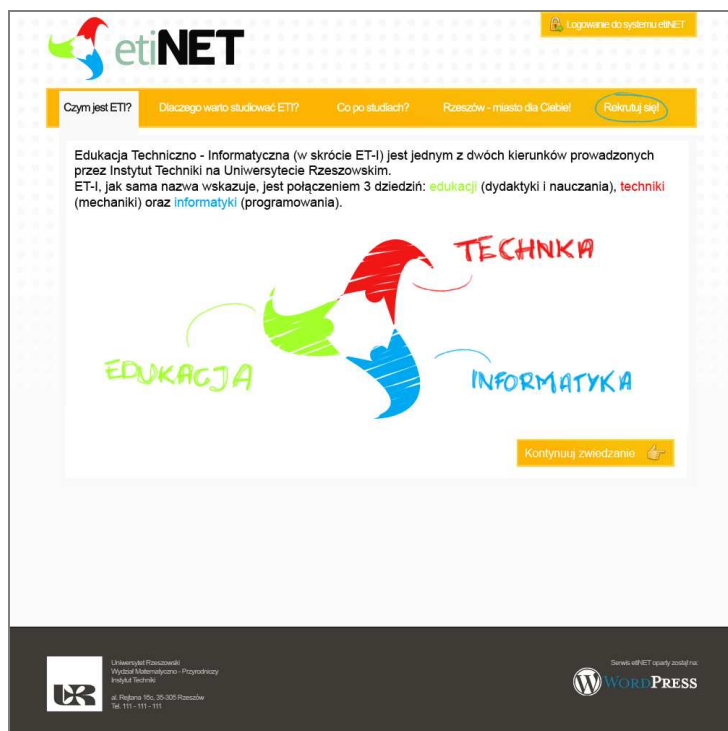 etiNET
Logowanie do systemu etiNET
Czym jest ETI?
Dlaczego warto studiować ETI?
Co po studiach?
Rzeszów - miasto dla Ciebie!
Rekrutuj się!
Edukacja Techniczno - Informatyczna (w skrócie ET-I) jest jednym z dwóch kierunków prowadzonych
przez Instytut Techniki na Uniwersytecie Rzeszowskim.
ET-I, jak sama nazwa wskazuje, jest połączeniem 3 dziedzin: edukacji (dydaktyki i nauczania), techniki
(mechaniki) oraz informatyki (programowania).
TECHNKA
EDUKACJA
INFORMATYKA
Kontynuuj zwiedzanie
Uniwersytet Rzeszowski
Wydział Matematyczno - Przyrodniczy
Instytut Techniki
al. Rejtana 16c, 35-305 Rzeszów
Tel. 111 - 111 - 111
UR
Serwis etiNET oparty został na:
WORDPRESS